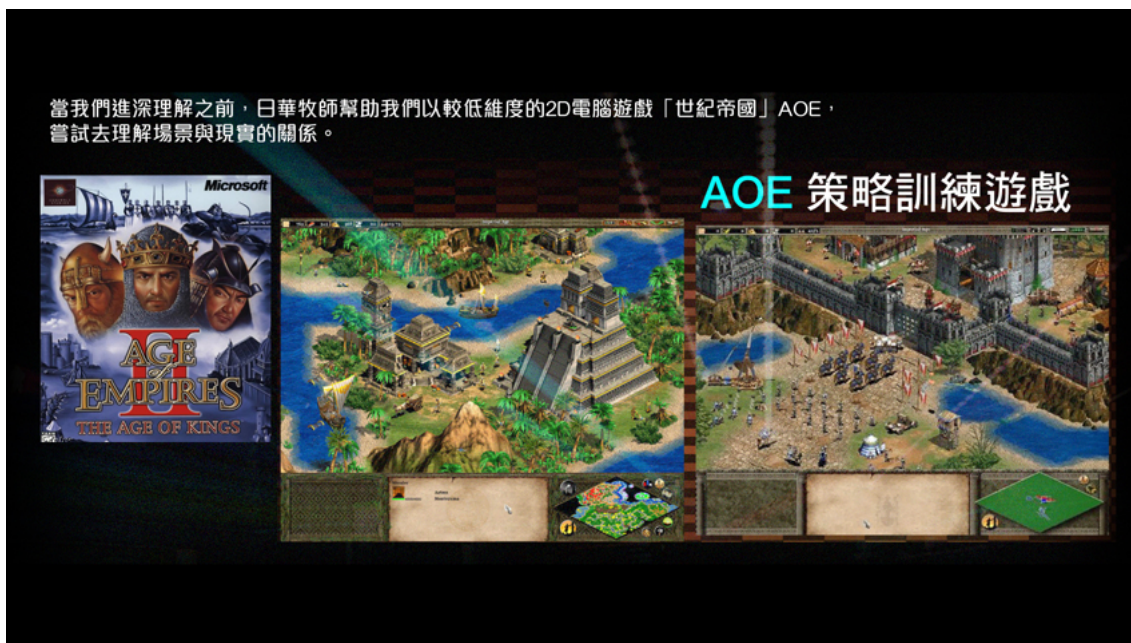 當我們進深理解之前,日華牧師幫助我們以較低維度的2D電腦遊戲「世紀帝國」AOE,
嘗試去理解場景與現實的關係。
AOE 策略訓練遊戲
Microsoft
AGE
of
EMPIRES
II
THE AGE OF KINGS